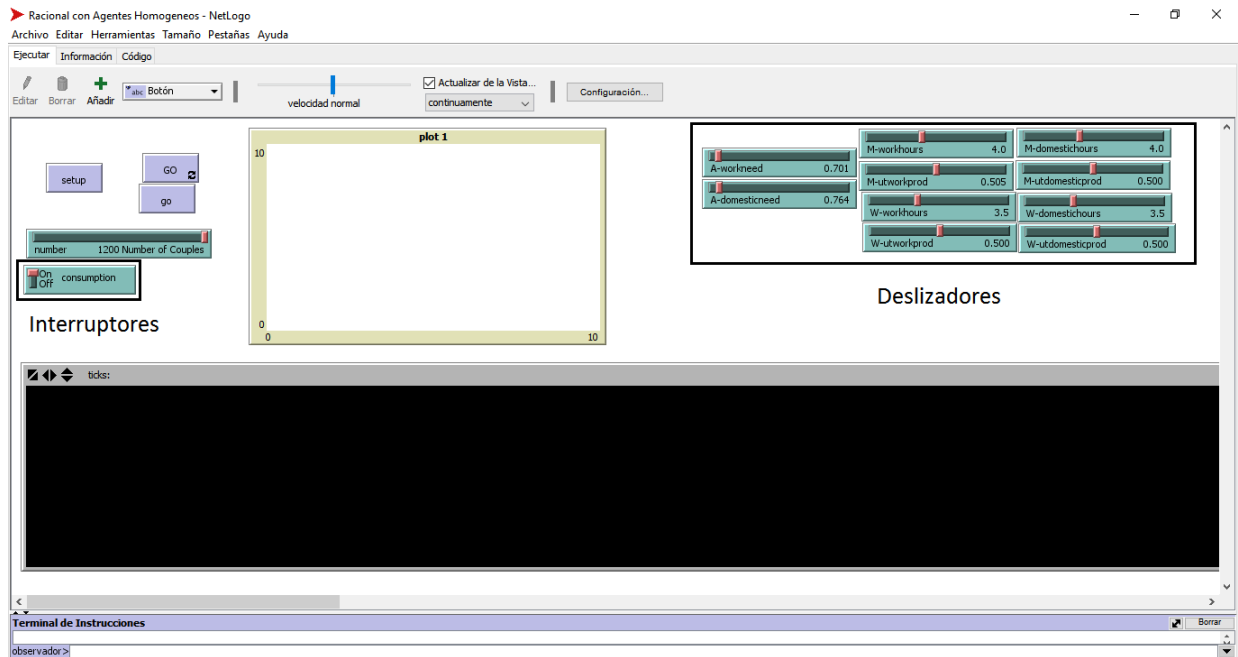 Racional con Agentes Homogeneos - NetLogo
Archivo Editar Herramientas Tamaño Pestañas Ayuda
Ejecutar Información Código
Editar Borrar Añadir abc Botón velocidad normal Actualizar de la Vista... continuamente Configuración...
setup
GO
go
number 1200 Number of Couples
On
Off
consumption
Interruptores
plot 1
10
0
0 10
A-workneed 0.701
A-domesticneed 0.764
M-workhours 4.0
M-utworkprod 0.505
W-workhours 3.5
W-utworkprod 0.500
M-domestichours 4.0
M-utdomesticprod 0.500
W-domestichours 3.5
W-utdomesticprod 0.500
Deslizadores
ticks:
Terminal de Instrucciones Borrar
observador>